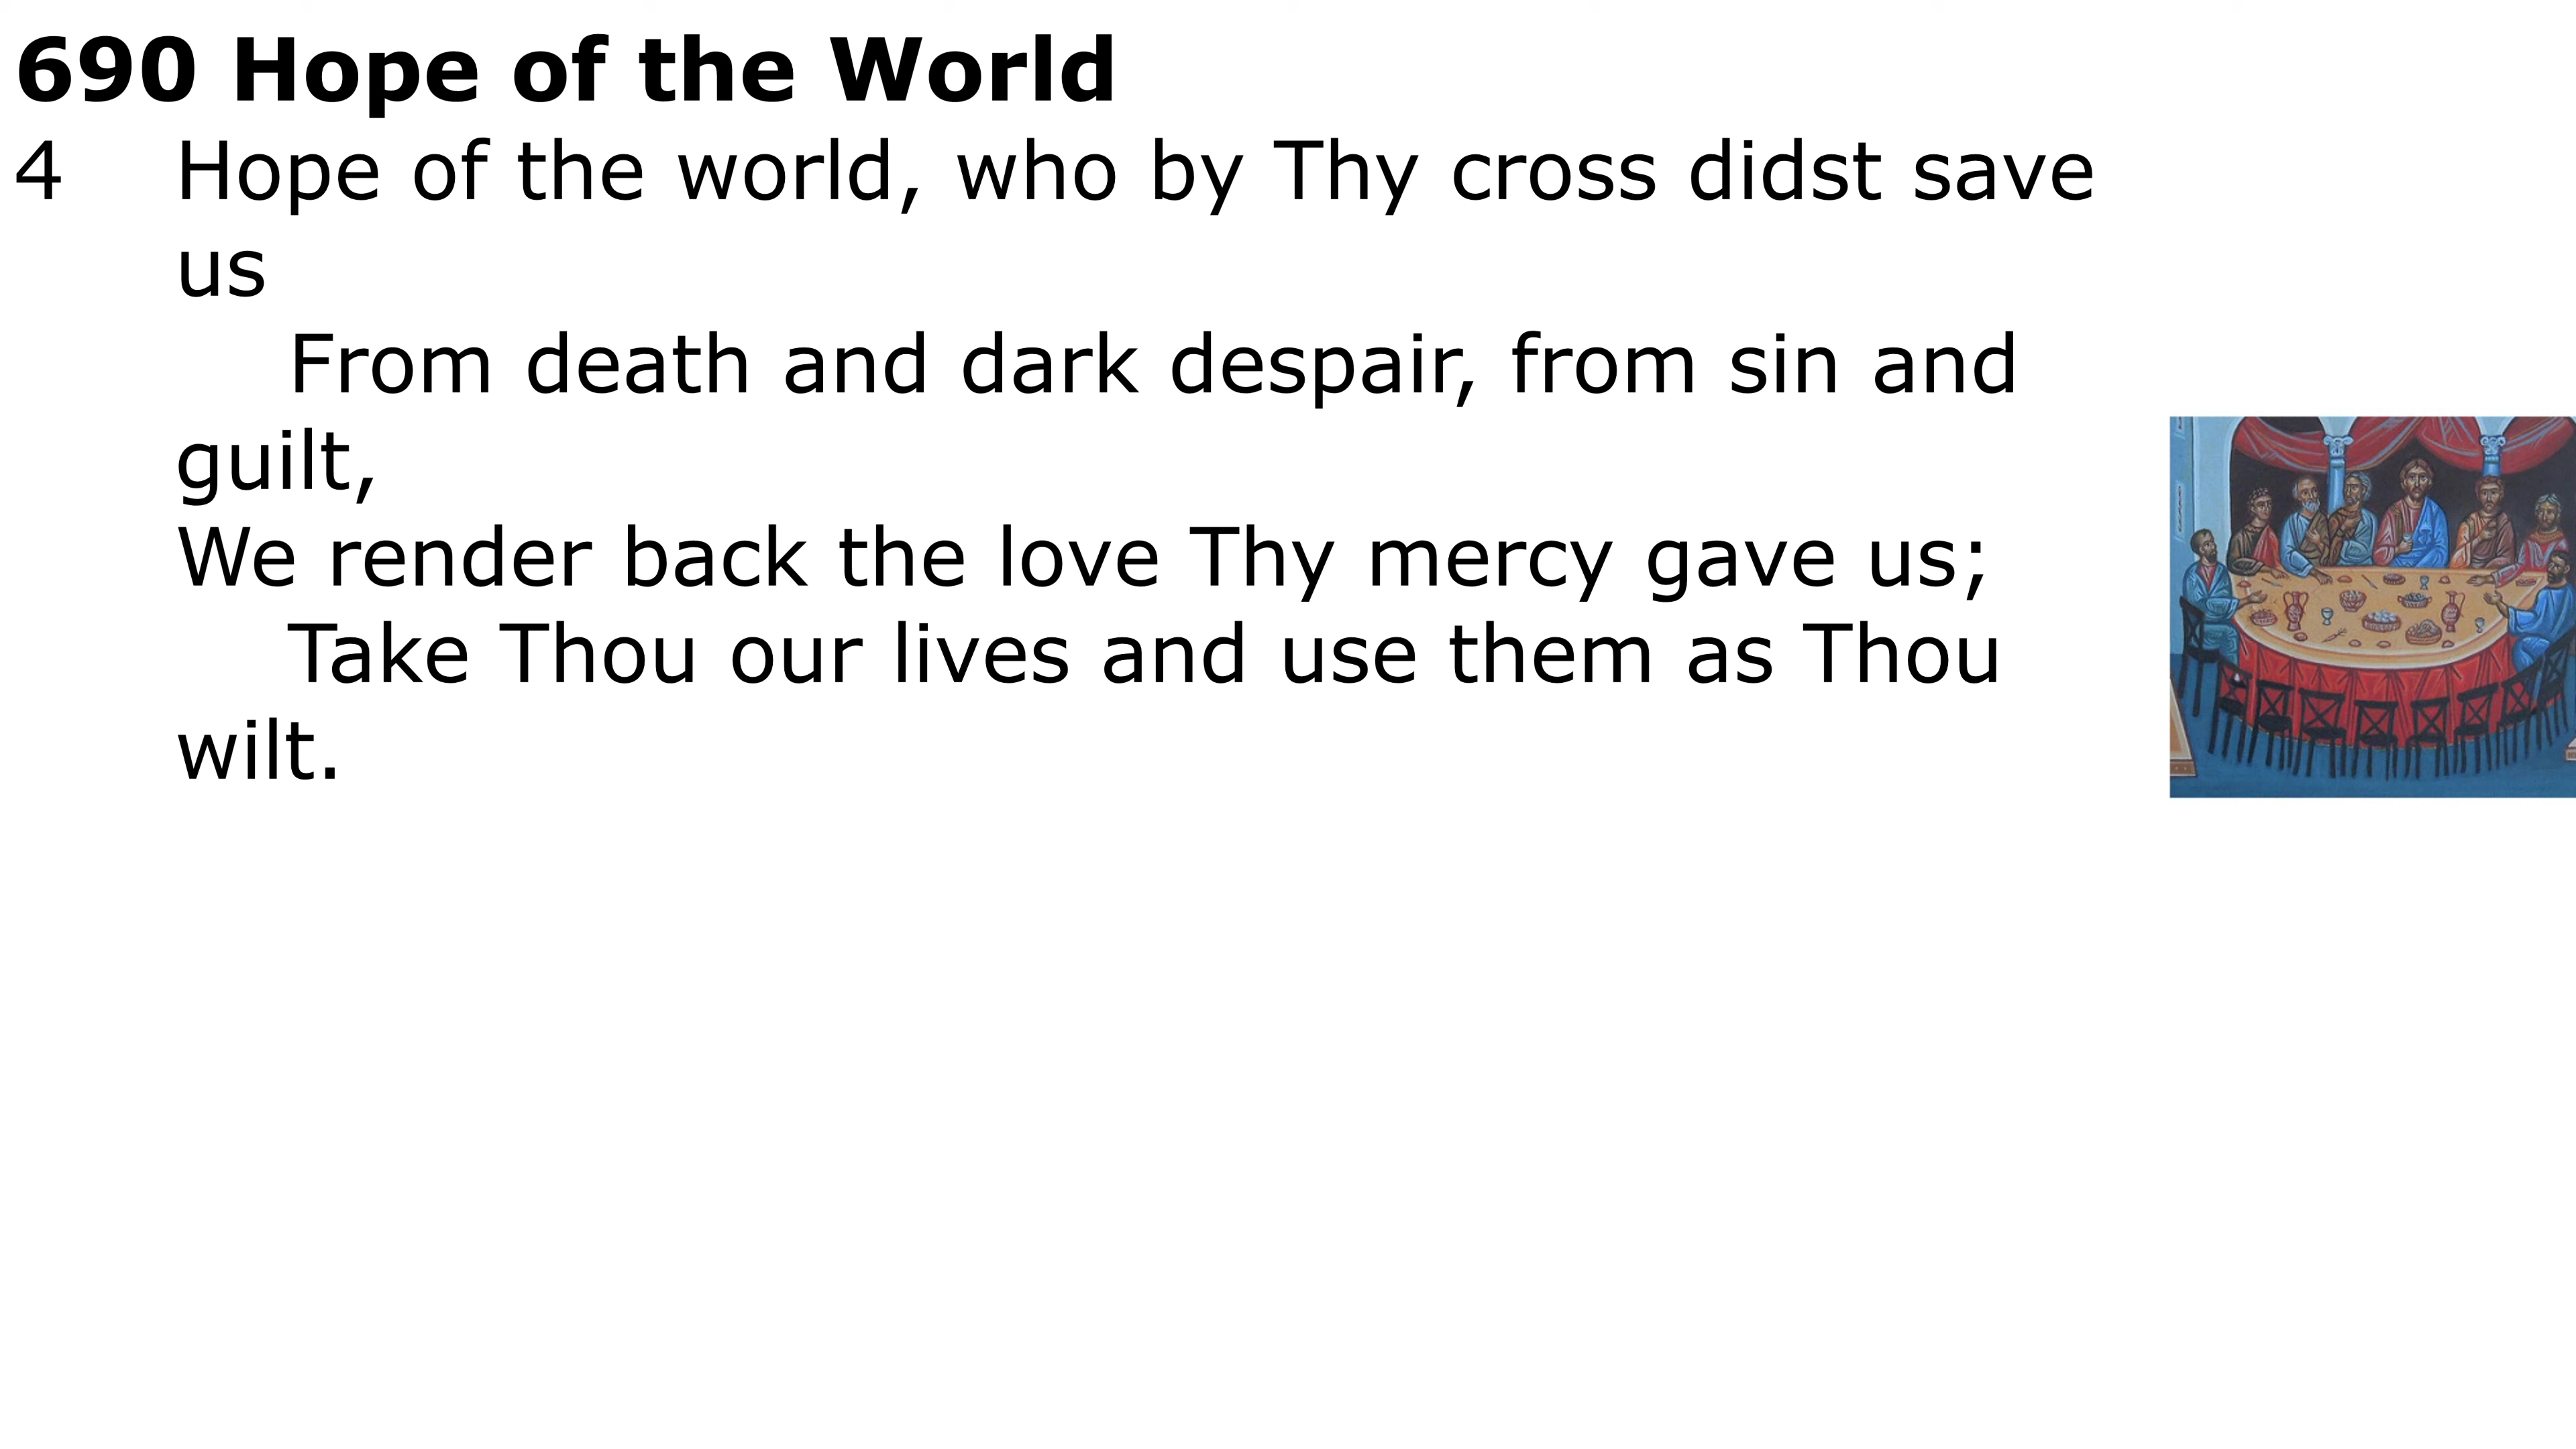 690 Hope of the World
4 Hope of the world, who by Thy cross didst save
us
From death and dark despair, from sin and
guilt,
We render back the love Thy mercy gave us;
Take Thou our lives and use them as Thou
wilt.